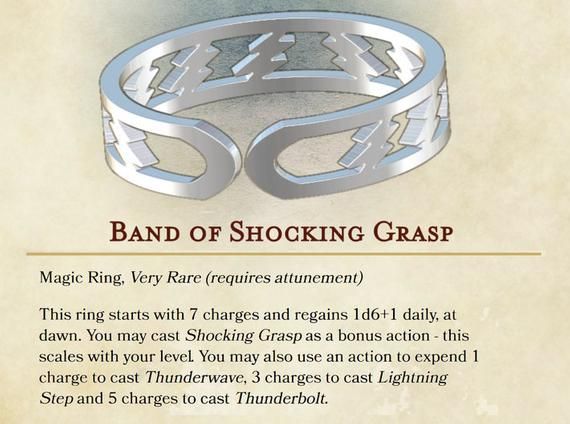 Band of Shocking Grasp
Magic Ring, Very Rare (requires attunement)
This ring starts with 7 charges and regains 1d6+1 daily, at
dawn. You may cast Shocking Grasp as a bonus action - this
scales with your level. You may also use an action to expend 1
charge to cast Thunderwave, 3 charges to cast Lightning
Step and 5 charges to cast Thunderbolt.